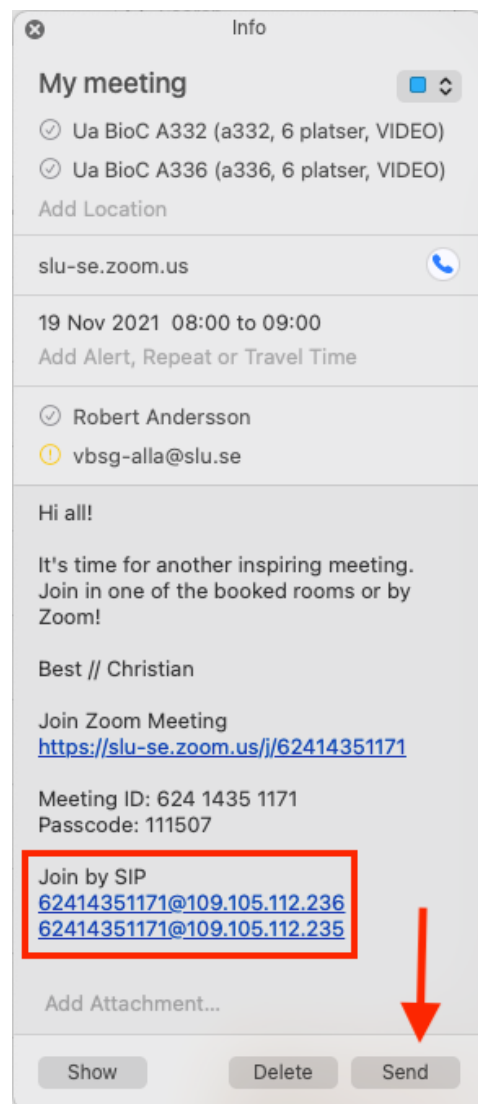 Info
My meeting
Ua BioC A332 (a332, 6 platser, VIDEO)
Ua BioC A336 (a336, 6 platser, VIDEO)
Add Location
slu-se.zoom.us
19 Nov 2021 08:00 to 09:00
Add Alert, Repeat or Travel Time
Robert Andersson
vbsg-alla@slu.se
Hi all!
It's time for another inspiring meeting.
Join in one of the booked rooms or by
Zoom!
Best // Christian
Join Zoom Meeting
https://slu-se.zoom.us/j/62414351171
Meeting ID: 624 1435 1171
Passcode: 111507
Join by SIP
62414351171@109.105.112.236
62414351171@109.105.112.235
Add Attachment...
Show Delete Send